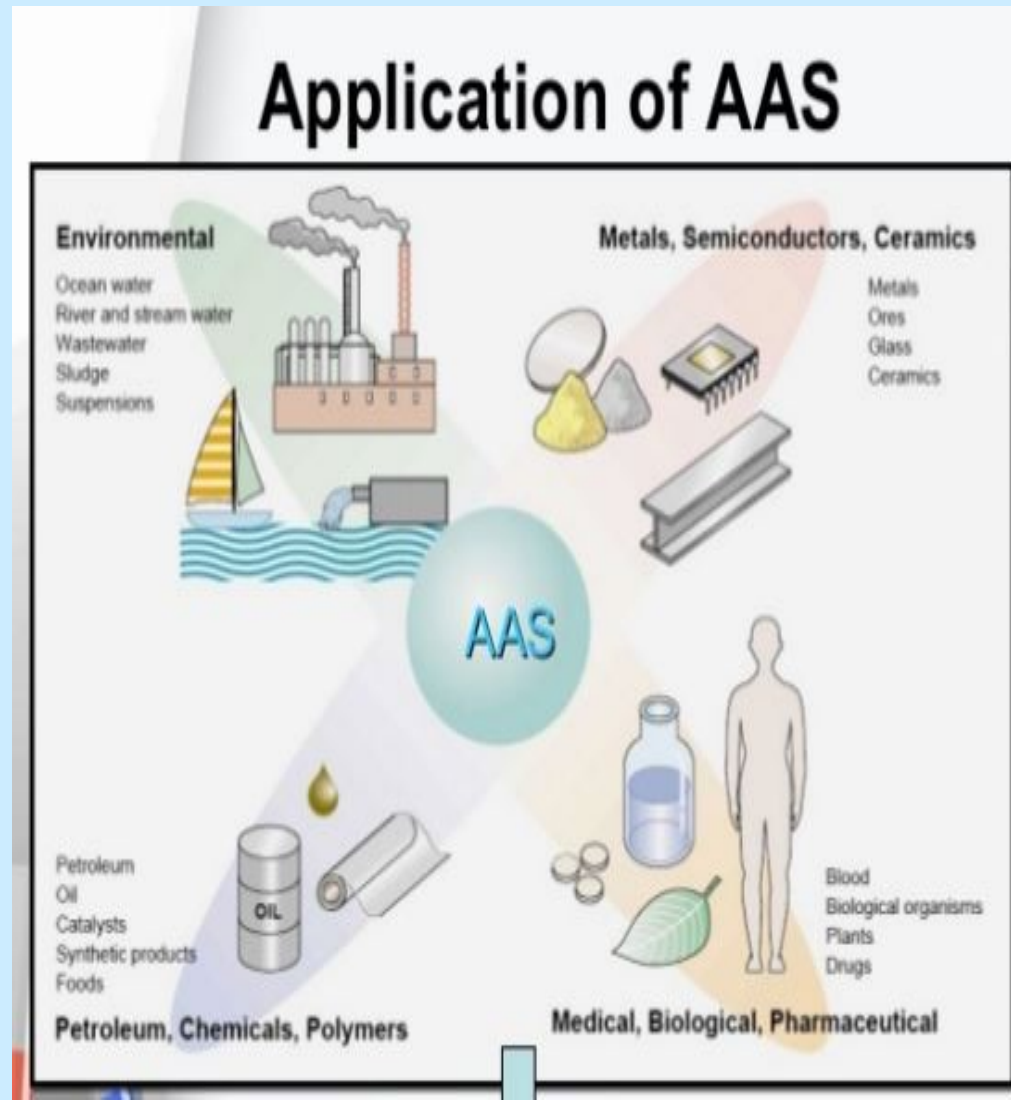 Application of AAS
Environmental
Ocean water
River and stream water
Wastewater
Sludge
Suspensions
Metals, Semiconductors, Ceramics
Metals
Ores
Glass
Ceramics
AAS
Petroleum
Oil
Catalysts
Synthetic products
Foods
Petroleum, Chemicals, Polymers
OIL
Blood
Biological organisms
Plants
Drugs
Medical, Biological, Pharmaceutical